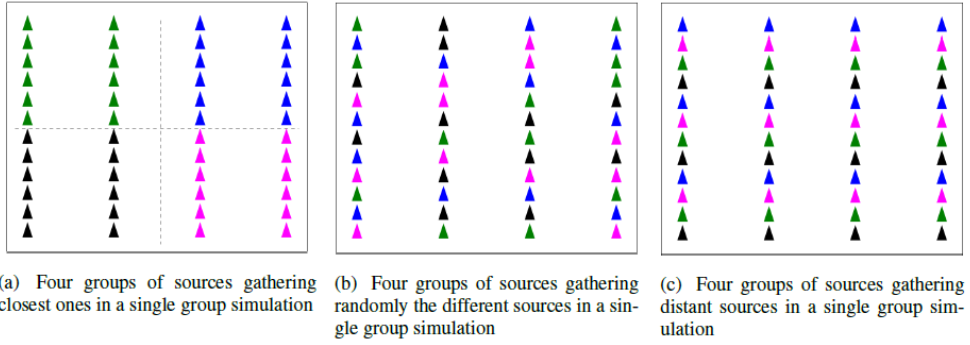 (a) Four groups of sources gathering
closest ones in a single group simulation
(b) Four groups of sources gathering
randomly the different sources in a sin-
gle group simulation
(c) Four groups of sources gathering
distant sources in a single group sim-
ulation